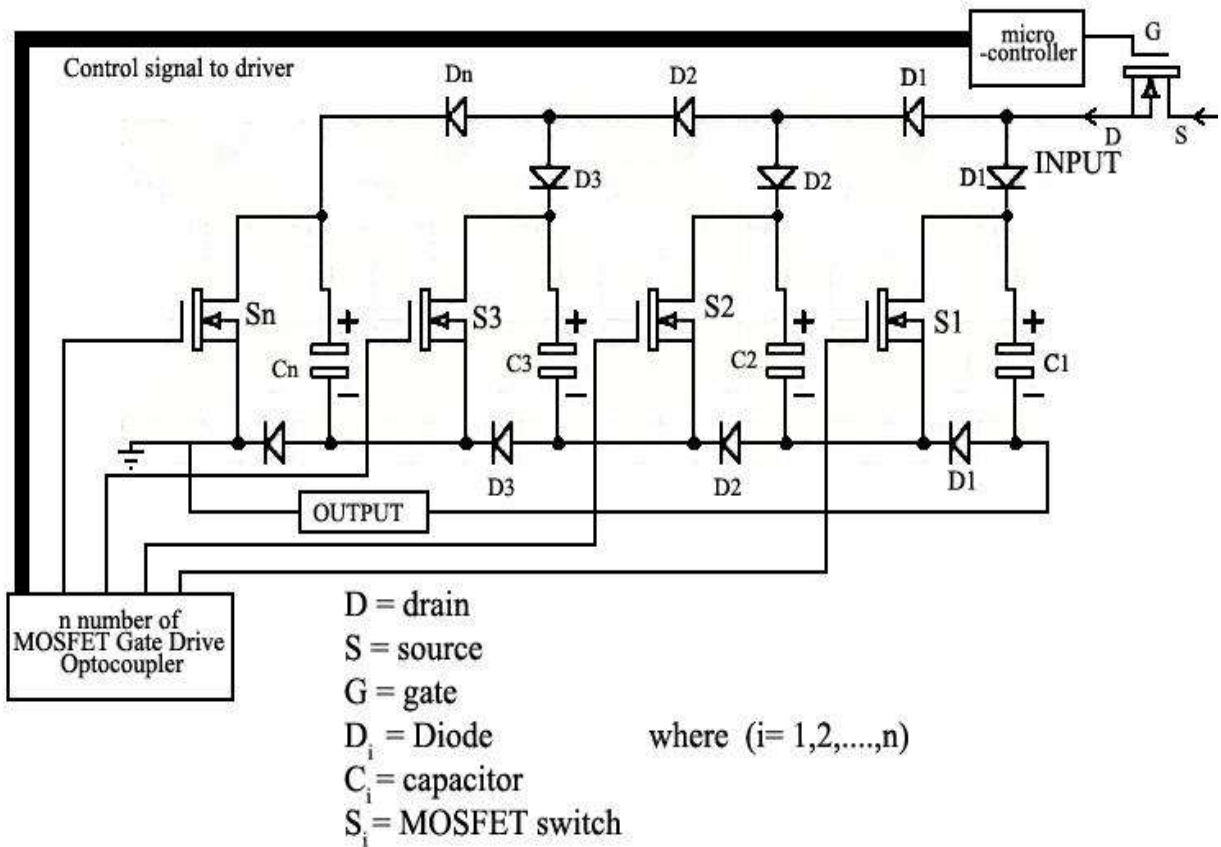 micro
-controller
G
Control signal to driver
Dn
D2
D1
D
S
INPUT
D3
D2
D1
Sn
S3
S2
S1
+
+
+
+
Cn
C3
C2
C1
−
−
−
−
D3
D2
D1
OUTPUT
n number of
MOSFET Gate Drive
Optocoupler
D = drain
S = source
G = gate
Di = Diode where (i= 1,2,....,n)
Ci = capacitor
Si = MOSFET switch